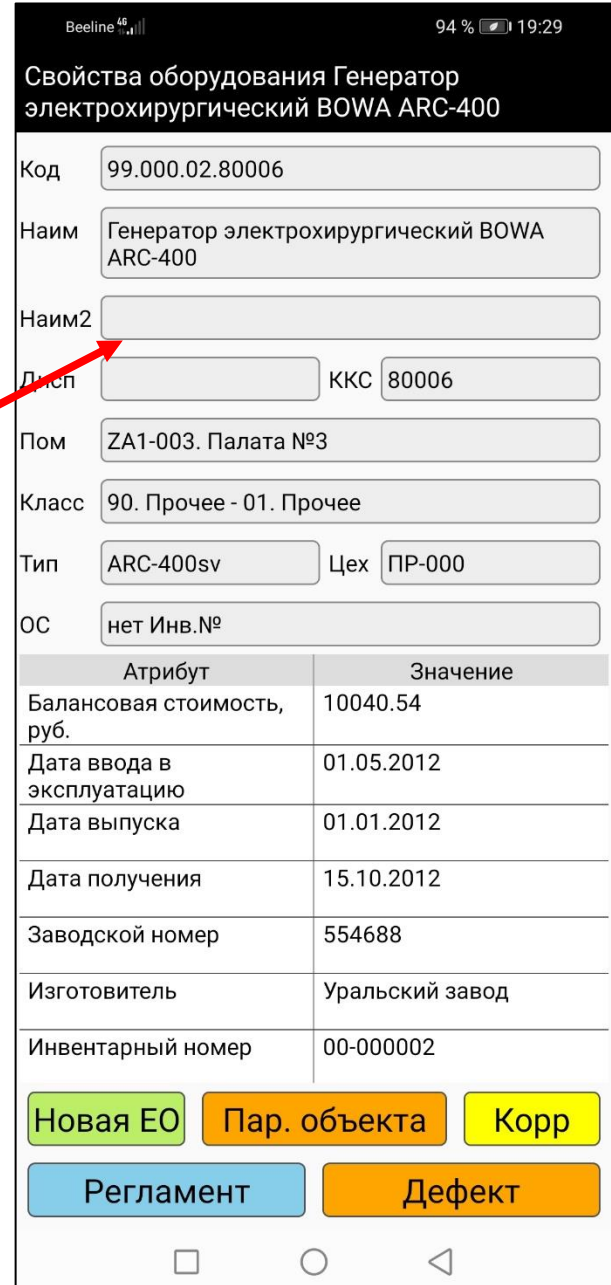 Beeline 4G 94 % 19:29
Свойства оборудования Генератор
электрохирургический BOWA ARC-400
Код 99.000.02.80006
Наим Генератор электрохирургический BOWA
ARC-400
Наим2
Дисп ККС 80006
Пом ZA1-003. Палата №3
Класс 90. Прочее - 01. Прочее
Тип ARC-400sv Цех ПР-000
ОС нет Инв.№
Атрибут Значение
Балансовая стоимость, 10040.54
руб.
Дата ввода в 01.05.2012
эксплуатацию
Дата выпуска 01.01.2012
Дата получения 15.10.2012
Заводской номер 554688
Изготовитель Уральский завод
Инвентарный номер 00-000002
Новая ЕО Пар. объекта Корр
Регламент Дефект